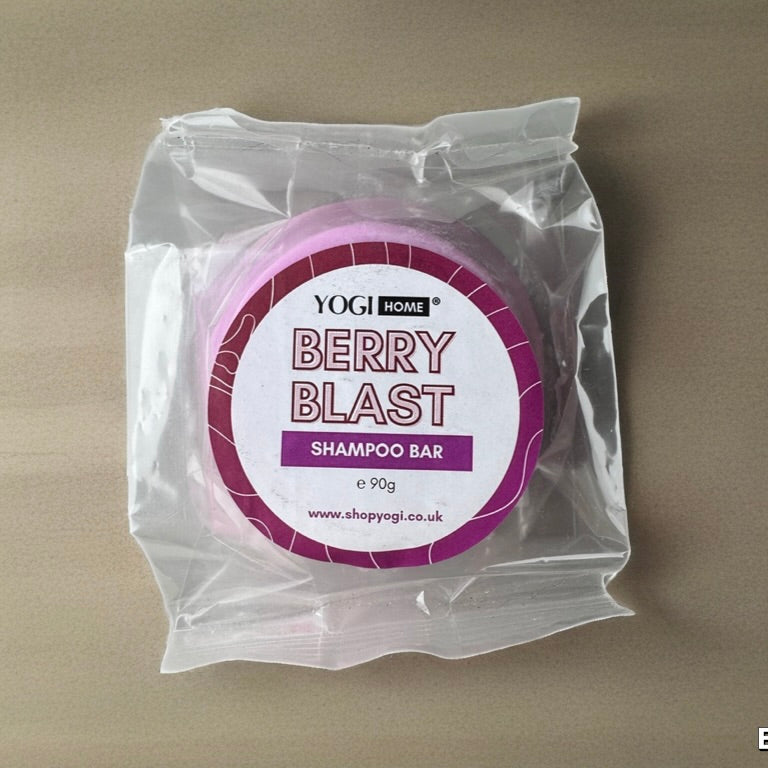 YOGI HOME ®
BERRY
BLAST
SHAMPOO BAR
℮ 90g
www.shopyogi.co.uk